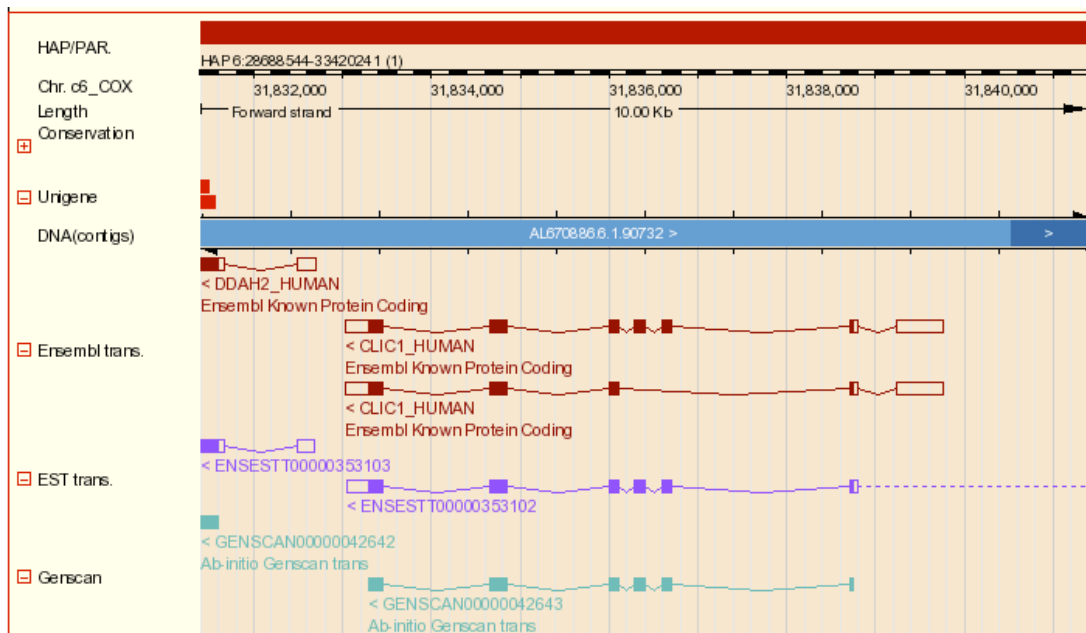 HAP/PAR.
HAP 6:28688544-33420241 (1)
Chr. c6_COX
31,832,000 31,834,000 31,836,000 31,838,000 31,840,000
Length
Forward strand 10.00 Kb
Conservation
Unigene
DNA(contigs)
AL670886.6.1.90732 > >
< DDAH2_HUMAN
Ensembl Known Protein Coding
Ensembl trans.
< CLIC1_HUMAN
Ensembl Known Protein Coding
< CLIC1_HUMAN
Ensembl Known Protein Coding
< ENSESTT00000353103
EST trans.
< ENSESTT00000353102
< GENSCAN00000042642
Ab-initio Genscan trans
Genscan
< GENSCAN00000042643
Ab-initio Genscan trans